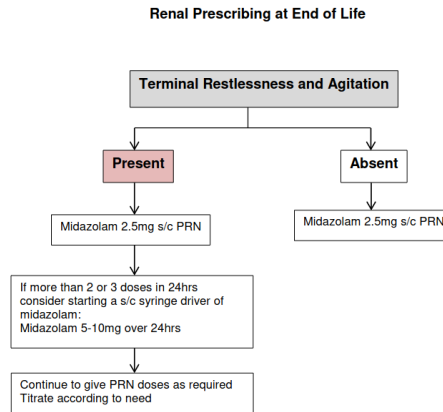 Renal Prescribing at End of Life
Terminal Restlessness and Agitation
Present
Absent
Midazolam 2.5mg s/c PRN
Midazolam 2.5mg s/c PRN
If more than 2 or 3 doses in 24hrs
consider starting a s/c syringe driver of
midazolam:
Midazolam 5-10mg over 24hrs
Continue to give PRN doses as required
Titrate according to need